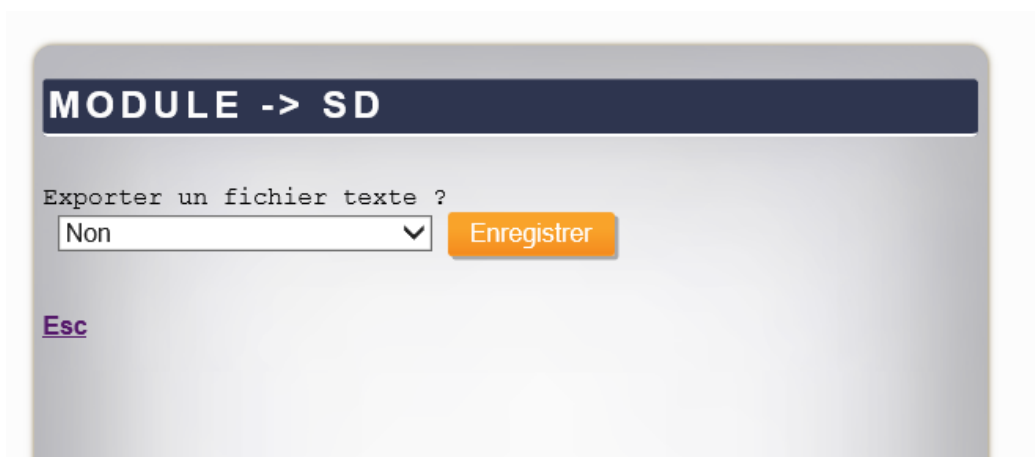 MODULE -> SD
Exporter un fichier texte ?
Non
Enregistrer
Esc